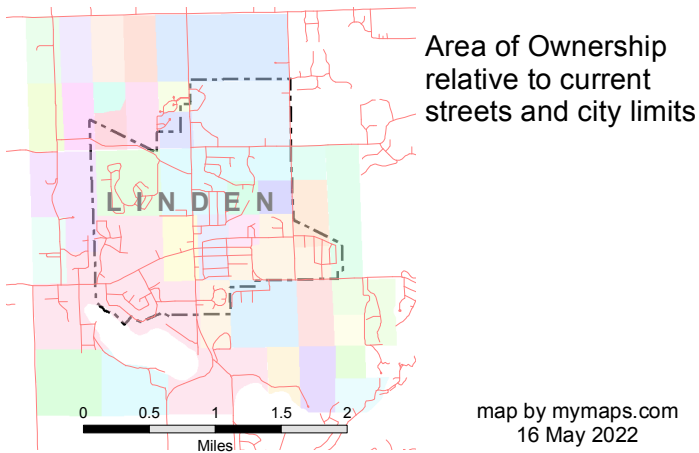 Area of Ownership
relative to current
streets and city limits
LINDEN
0 0.5 1 1.5 2
Miles
map by mymaps.com
16 May 2022